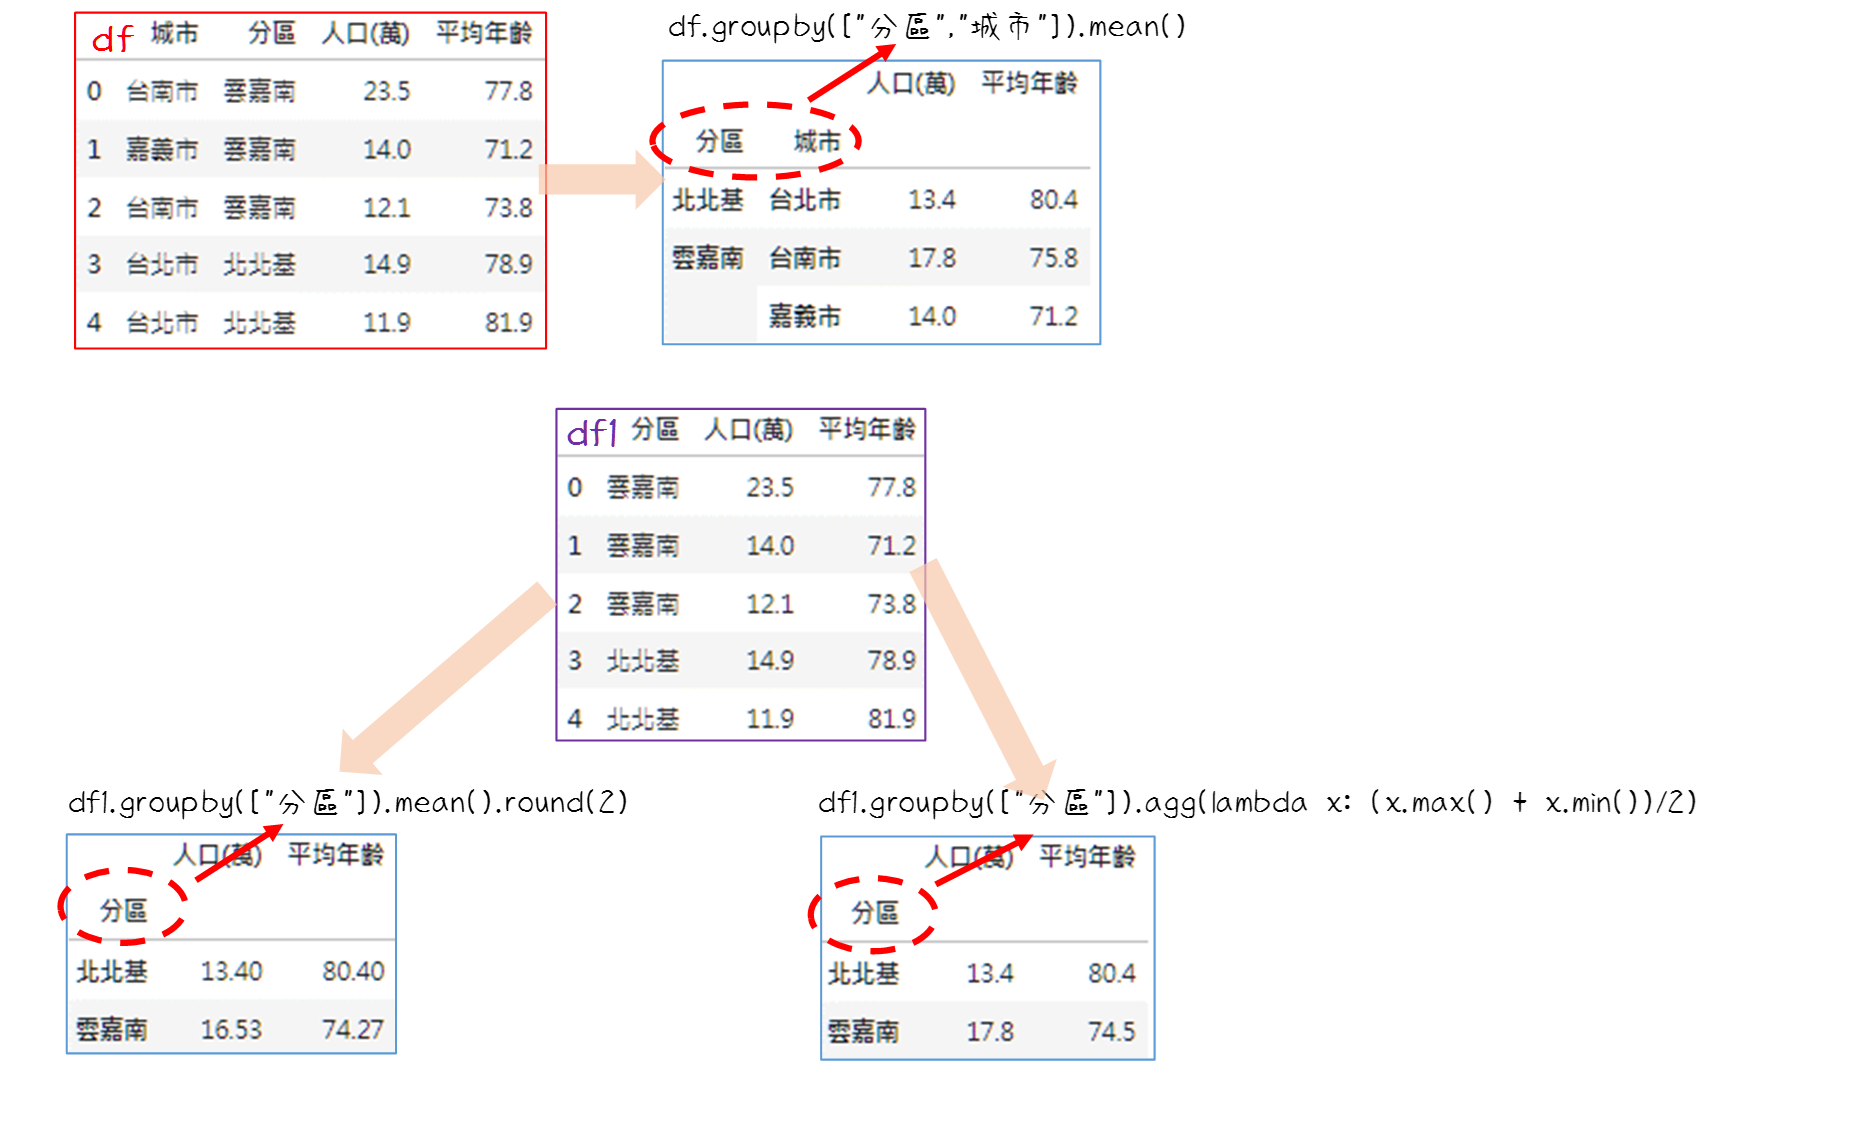 df 城市 分區 人口(萬) 平均年齡
0 台南市 雲嘉南 23.5 77.8
1 嘉義市 雲嘉南 14.0 71.2
2 台南市 雲嘉南 12.1 73.8
3 台北市 北北基 14.9 78.9
4 台北市 北北基 11.9 81.9
df.groupby(["分區","城市"]).mean()
人口(萬) 平均年齡
分區 城市
北北基 台北市 13.4 80.4
雲嘉南 台南市 17.8 75.8
嘉義市 14.0 71.2
df1 分區 人口(萬) 平均年齡
0 雲嘉南 23.5 77.8
1 雲嘉南 14.0 71.2
2 雲嘉南 12.1 73.8
3 北北基 14.9 78.9
4 北北基 11.9 81.9
df1.groupby(["分區"]).mean().round(2)
人口(萬) 平均年齡
分區
北北基 13.40 80.40
雲嘉南 16.53 74.27
df1.groupby(["分區"]).agg(lambda x: (x.max() + x.min())/2)
人口(萬) 平均年齡
分區
北北基 13.4 80.4
雲嘉南 17.8 74.5